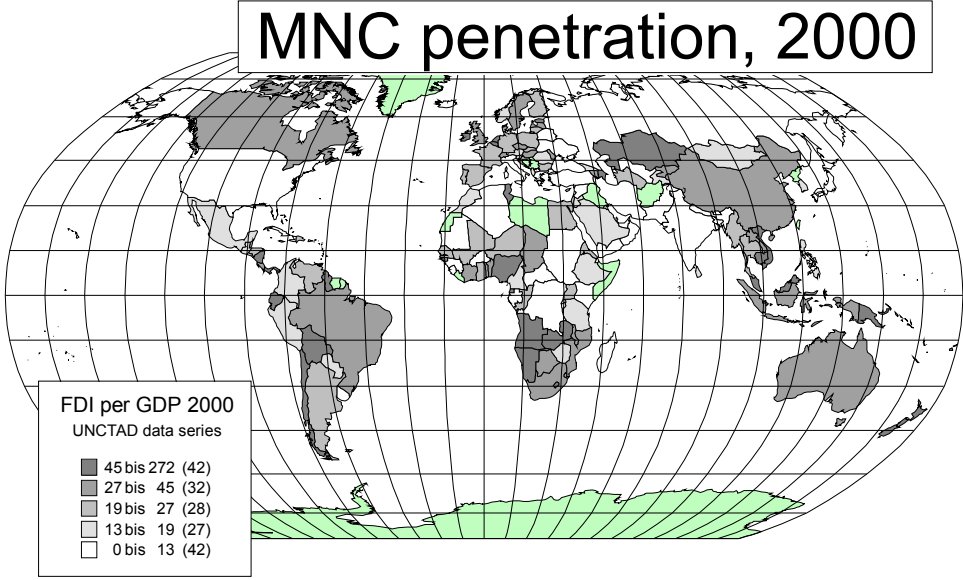 MNC penetration, 2000
FDI per GDP 2000
UNCTAD data series
45 bis 272 (42)
27 bis 45 (32)
19 bis 27 (28)
13 bis 19 (27)
0 bis 13 (42)